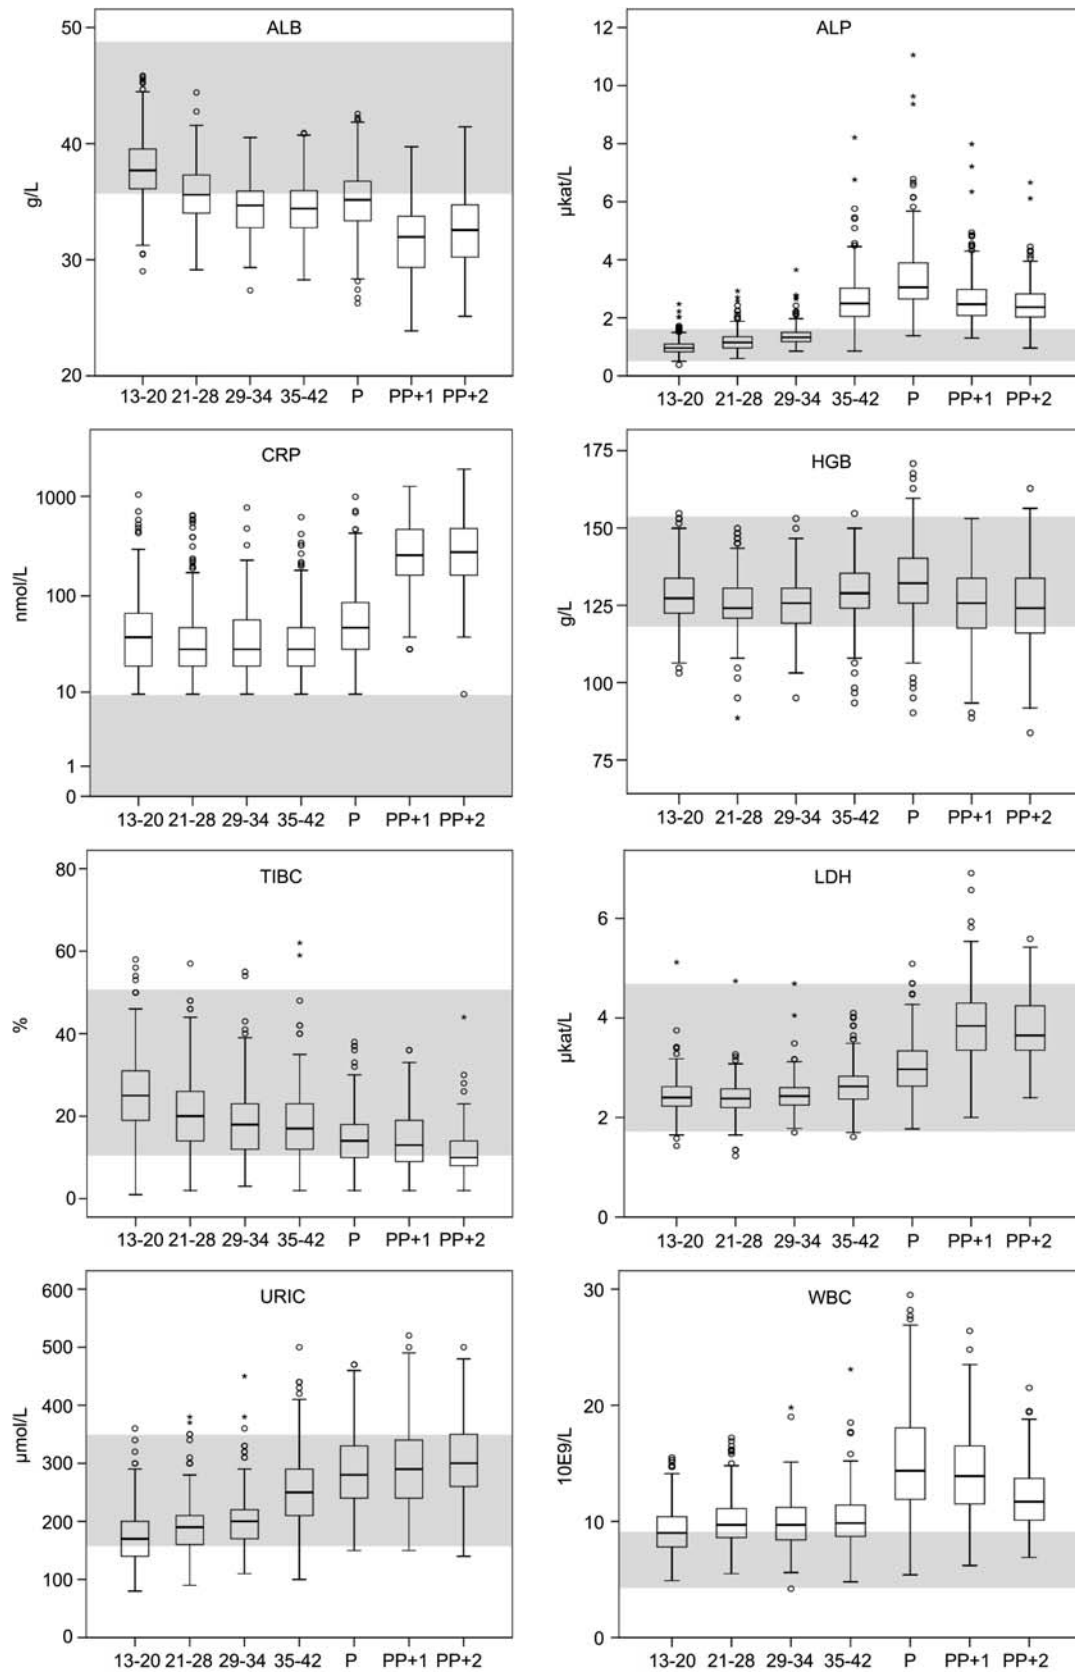 ALB
50
40
30
20
g/L
13-20 21-28 29-34 35-42 P PP+1 PP+2
ALP
12
10
8
6
4
2
0
µkat/L
13-20 21-28 29-34 35-42 P PP+1 PP+2
CRP
1000
100
10
1
0
nmol/L
13-20 21-28 29-34 35-42 P PP+1 PP+2
HGB
175
150
125
100
75
g/L
13-20 21-28 29-34 35-42 P PP+1 PP+2
TIBC
80
60
40
20
0
%
13-20 21-28 29-34 35-42 P PP+1 PP+2
LDH
6
4
2
0
µkat/L
13-20 21-28 29-34 35-42 P PP+1 PP+2
URIC
600
500
400
300
200
100
0
µmol/L
13-20 21-28 29-34 35-42 P PP+1 PP+2
WBC
30
20
10
0
10E9/L
13-20 21-28 29-34 35-42 P PP+1 PP+2